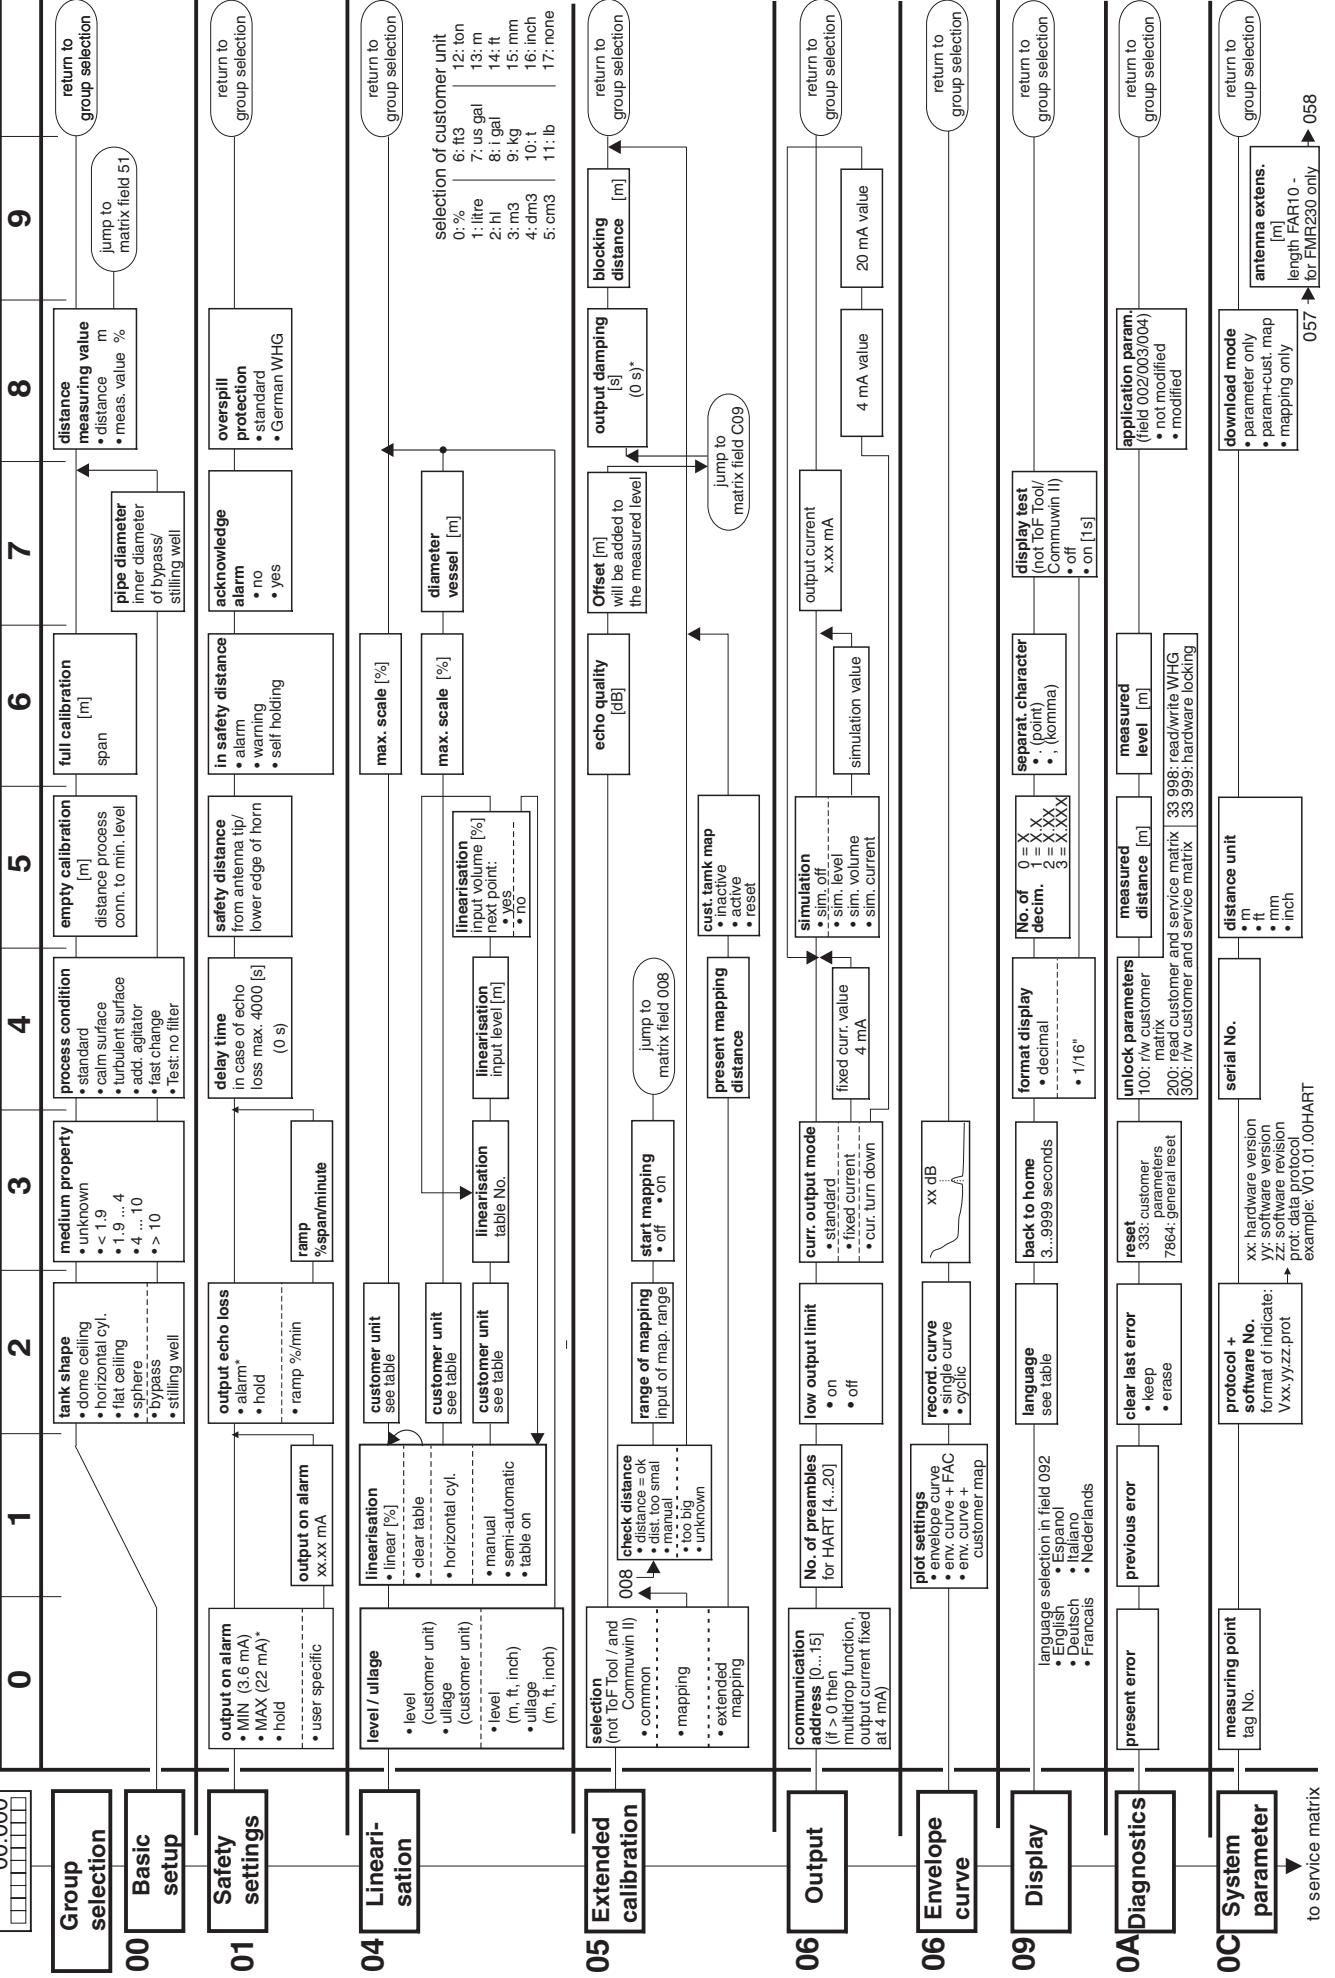 00.000
0
1
2
3
4
5
6
7
8
9
Group
selection
00
Basic
setup
tank shape
• dome ceiling
• horizontal cyl.
• flat ceiling
• sphere
• bypass
• stilling well
medium property
• unknown
• < 1.9
• 1.9 ... 4
• 4 ... 10
• > 10
process condition
• standard
• calm surface
• turbulent surface
• add. agitator
• fast change
• Test: no filter
empty calibration
[m]
distance process
conn. to min. level
full calibration
[m]
span
pipe diameter
inner diameter
of bypass/
stilling well
distance
measuring value
• distance m
• meas. value %
jump to
matrix field 51
return to
group selection
01
Safety
settings
output on alarm
• MIN (3.6 mA)
• MAX (22 mA)*
• hold
• user specific
output on alarm
xx.xx mA
output echo loss
• alarm*
• hold
• ramp %/min
ramp
%span/minute
delay time
in case of echo
loss max. 4000 [s]
(0 s)
safety distance
from antenna tip/
lower edge of horn
in safety distance
• alarm
• warning
• self holding
acknowledge
alarm
• no
• yes
overspill
protection
• standard
• German WHG
return to
group selection
04
Lineari-
sation
level / ullage
• level
(customer unit)
• ullage
(customer unit)
• level
(m, ft, inch)
• ullage
(m, ft, inch)
linearisation
• linear [%]
• clear table
• horizontal cyl.
• manual
• semi-automatic
• table on
customer unit
see table
customer unit
see table
customer unit
see table
linearisation
table No.
linearisation
input level [m]
linearisation
input volume [%]
next point:
• yes
• no
max. scale [%]
max. scale [%]
diameter
vessel [m]
return to
group selection
selection of customer unit
0: % 6: ft3 12: ton
1: litre 7: us gal 13: m
2: hl 8: i gal 14: ft
3: m3 9: kg 15: mm
4: dm3 10: t 16: inch
5: cm3 11: lb 17: none
05
Extended
calibration
selection
(not ToF Tool / and
Commuwin II)
• common
• mapping
• extended
mapping
008
check distance
• distance = ok
• dist. too smal
• manual
• too big
• unknown
range of mapping
input of map. range
start mapping
• off • on
jump to
matrix field 008
present mapping
distance
cust. tamk map
• inactive
• active
• reset
echo quality
[dB]
Offset [m]
will be added to
the measured level
jump to
matrix field C09
output damping
[s]
(0 s)*
blocking
distance [m]
return to
group selection
06
Output
communication
address [0...15]
(if > 0 then
multidrop function,
output current fixed
at 4 mA)
No. of preambles
for HART [4...20]
low output limit
• on
• off
curr. output mode
• standard
• fixed current
• cur. turn down
fixed curr. value
4 mA
simulation
• sim. off
• sim. level
• sim. volume
• sim. current
simulation value
output current
x.xx mA
4 mA value
20 mA value
return to
group selection
06
Envelope
curve
plot settings
• envelope curve
• env. curve + FAC
• env. curve +
customer map
record. curve
• single curve
• cyclic
xx dB
return to
group selection
09
Display
language selection in field 092
• English • Espanol
• Deutsch • Italiano
• Francais • Nederlands
language
see table
back to home
3...9999 seconds
format display
• decimal
• 1/16"
No. of
decim.
0 = X
1 = X.X
2 = X.XX
3 = X.XXX
separat. character
• . (point)
• , (komma)
display test
(not ToF Tool/
Commuwin II)
• off
• on [1s]
return to
group selection
0A
Diagnostics
present error
previous error
clear last error
• keep
• erase
reset
333: customer
parameters
7864: general reset
unlock parameters
100: r/w customer
matrix
200: read customer and service matrix
300: r/w customer and service matrix
33 998: read/write WHG
33 999: hardware locking
measured
distance [m]
measured
level [m]
application param.
(field 002/003/004)
• not modified
• modified
return to
group selection
0C
System
parameter
measuring point
tag No.
protocol +
software No.
format of indicate:
Vxx.yy.zz.prot
xx: hardware version
yy: software version
zz: software revision
prot: data protocol
example: V01.01.00HART
serial No.
distance unit
• m
• ft
• mm
• inch
download mode
• parameter only
• param+cust. map
• mapping only
057
antenna extens.
[m]
length FAR10 -
for FMR230 only
058
return to
group selection
to service matrix